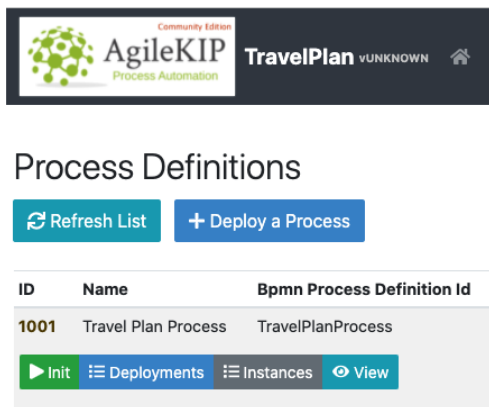 Community Edition
AgileKIP
Process Automation
TravelPlan vUNKNOWN
Process Definitions
Refresh List + Deploy a Process
ID Name Bpmn Process Definition Id
1001 Travel Plan Process TravelPlanProcess
Init Deployments Instances View